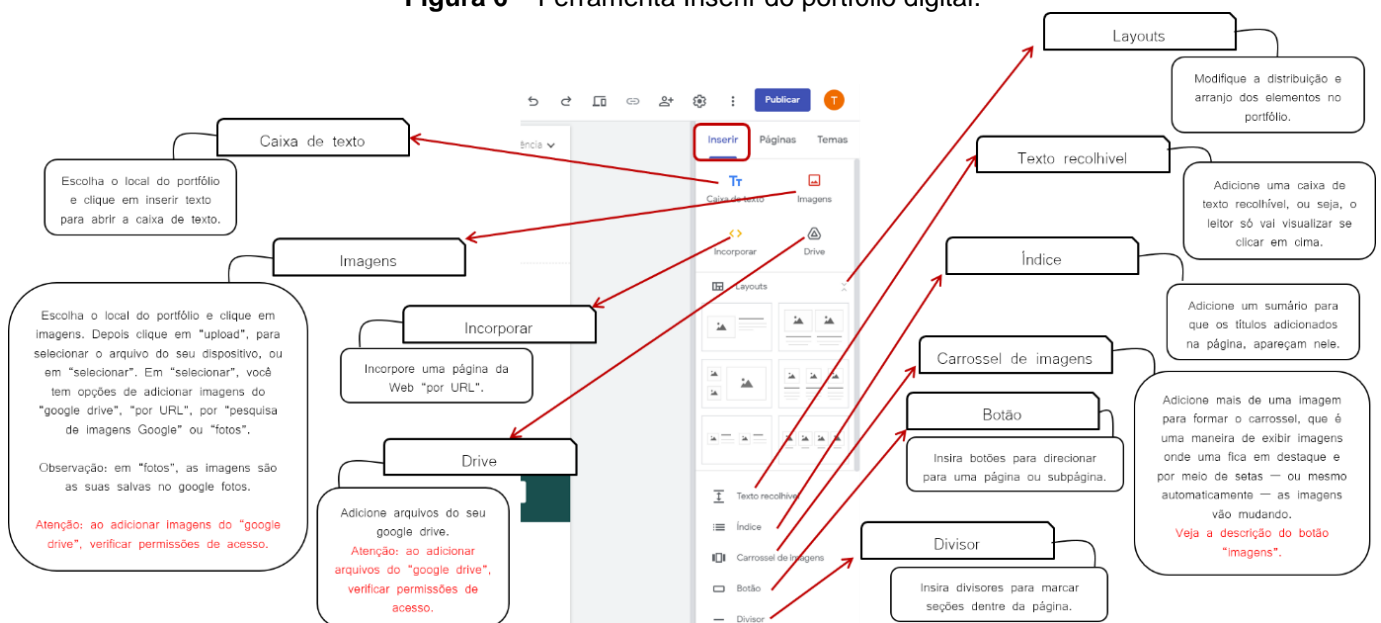 Figura 6 – Ferramenta Inserir do portfólio digital.
Layouts
Modifique a distribuição e
arranjo dos elementos no
portfólio.
Publicar
T
Caixa de texto
ência
Inserir
Páginas
Temas
Texto recolhivel
Escolha o local do portfólio
e clique em inserir texto
para abrir a caixa de texto.
Tт
Caixa de texto
Imagens
Adicione uma caixa de
texto recolhível, ou seja, o
leitor só vai visualizar se
clicar em cima.
Incorporar
Drive
Imagens
Índice
Layouts
Escolha o local do portfólio e clique em
imagens. Depois clique em "upload", para
selecionar o arquivo do seu dispositivo, ou
em "selecionar". Em "selecionar", você
tem opções de adicionar imagens do
"google drive", "por URL", por "pesquisa
de imagens Google" ou "fotos".
Observação: em "fotos", as imagens são
as suas salvas no google fotos.
Atenção: ao adicionar imagens do "google
drive", verificar permissões de acesso.
Incorporar
Incorpore uma página da
Web "por URL".
Adicione um sumário para
que os títulos adicionados
na página, apareçam nele.
Carrossel de imagens
Adicione mais de uma imagem
para formar o carrossel, que é
uma maneira de exibir imagens
onde uma fica em destaque e
por meio de setas — ou mesmo
automaticamente — as imagens
vão mudando.
Veja a descrição do botão
"Imagens".
Botão
Insira botões para direcionar
para uma página ou subpágina.
Drive
Adicione arquivos do seu
google drive.
Atenção: ao adicionar
arquivos do "google drive",
verificar permissões de
acesso.
Texto recolhivel
Índice
Carrossel de imagens
Botão
Divisor
Divisor
Insira divisores para marcar
seções dentre da página.